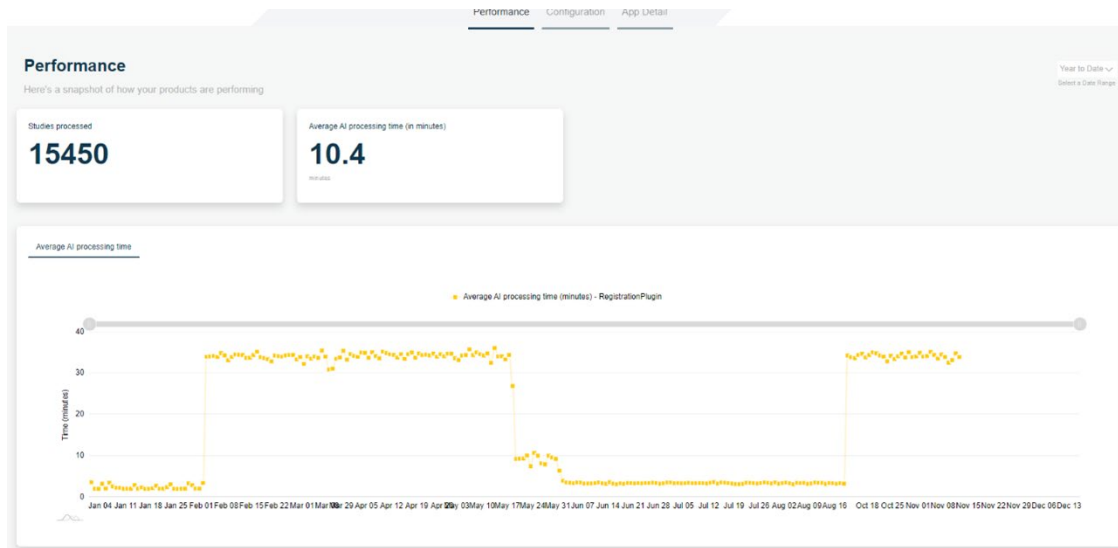 Performance Configuration App Detail
Performance
Here's a snapshot of how your products are performing
Year to Date
Select a Date Range
Studies processed
15450
Average AI processing time (in minutes)
10.4
minutes
Average AI processing time
Average AI processing time (minutes) - RegistrationPlugin
40
30
20
10
0
Time (minutes)
Jan 04 Jan 11 Jan 18 Jan 25 Feb 01 Feb 08 Feb 15 Feb 22 Mar 01 Mar Mar 29 Apr 05 Apr 12 Apr 19 Apr May 03 May 10 May 17 May 24 May 31 Jun 07 Jun 14 Jun 21 Jun 28 Jul 05 Jul 12 Jul 19 Jul 26 Aug 02 Aug 09 Aug 16 Oct 18 Oct 25 Nov 01 Nov 08 Nov 15 Nov 22 Nov 29 Dec 06 Dec 13